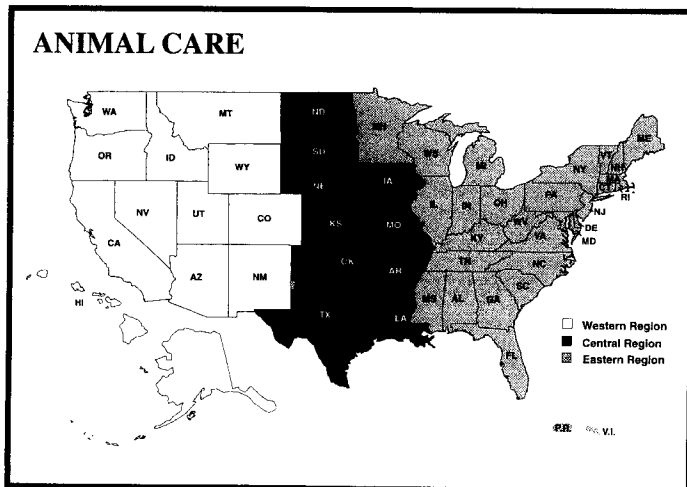 ANIMAL CARE
WA
MT
ND
MN
ME
OR
ID
SD
WI
MI
VT
NH
NY
MA
CT
RI
WY
NE
IA
PA
NJ
NV
UT
CO
IL
IN
OH
WV
VA
DE
MD
CA
KS
MO
KY
AZ
NM
OK
AR
TN
NC
SC
HI
TX
LA
MS
AL
GA
FL
Western Region
Central Region
Eastern Region
P.R.
V.I.